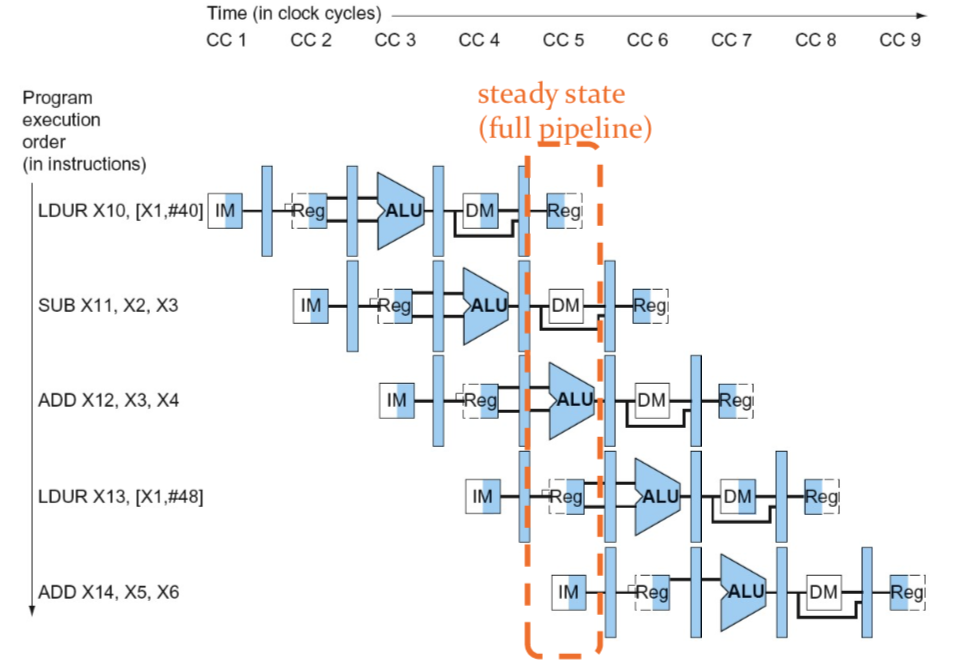 Time (in clock cycles)
CC 1 CC 2 CC 3 CC 4 CC 5 CC 6 CC 7 CC 8 CC 9
steady state
(full pipeline)
Program
execution
order
(in instructions)
LDUR X10, [X1,#40] IM Reg ALU DM Reg
SUB X11, X2, X3 IM Reg ALU DM Reg
ADD X12, X3, X4 IM Reg ALU DM Reg
LDUR X13, [X1,#48] IM Reg ALU DM Reg
ADD X14, X5, X6 IM Reg ALU DM Reg